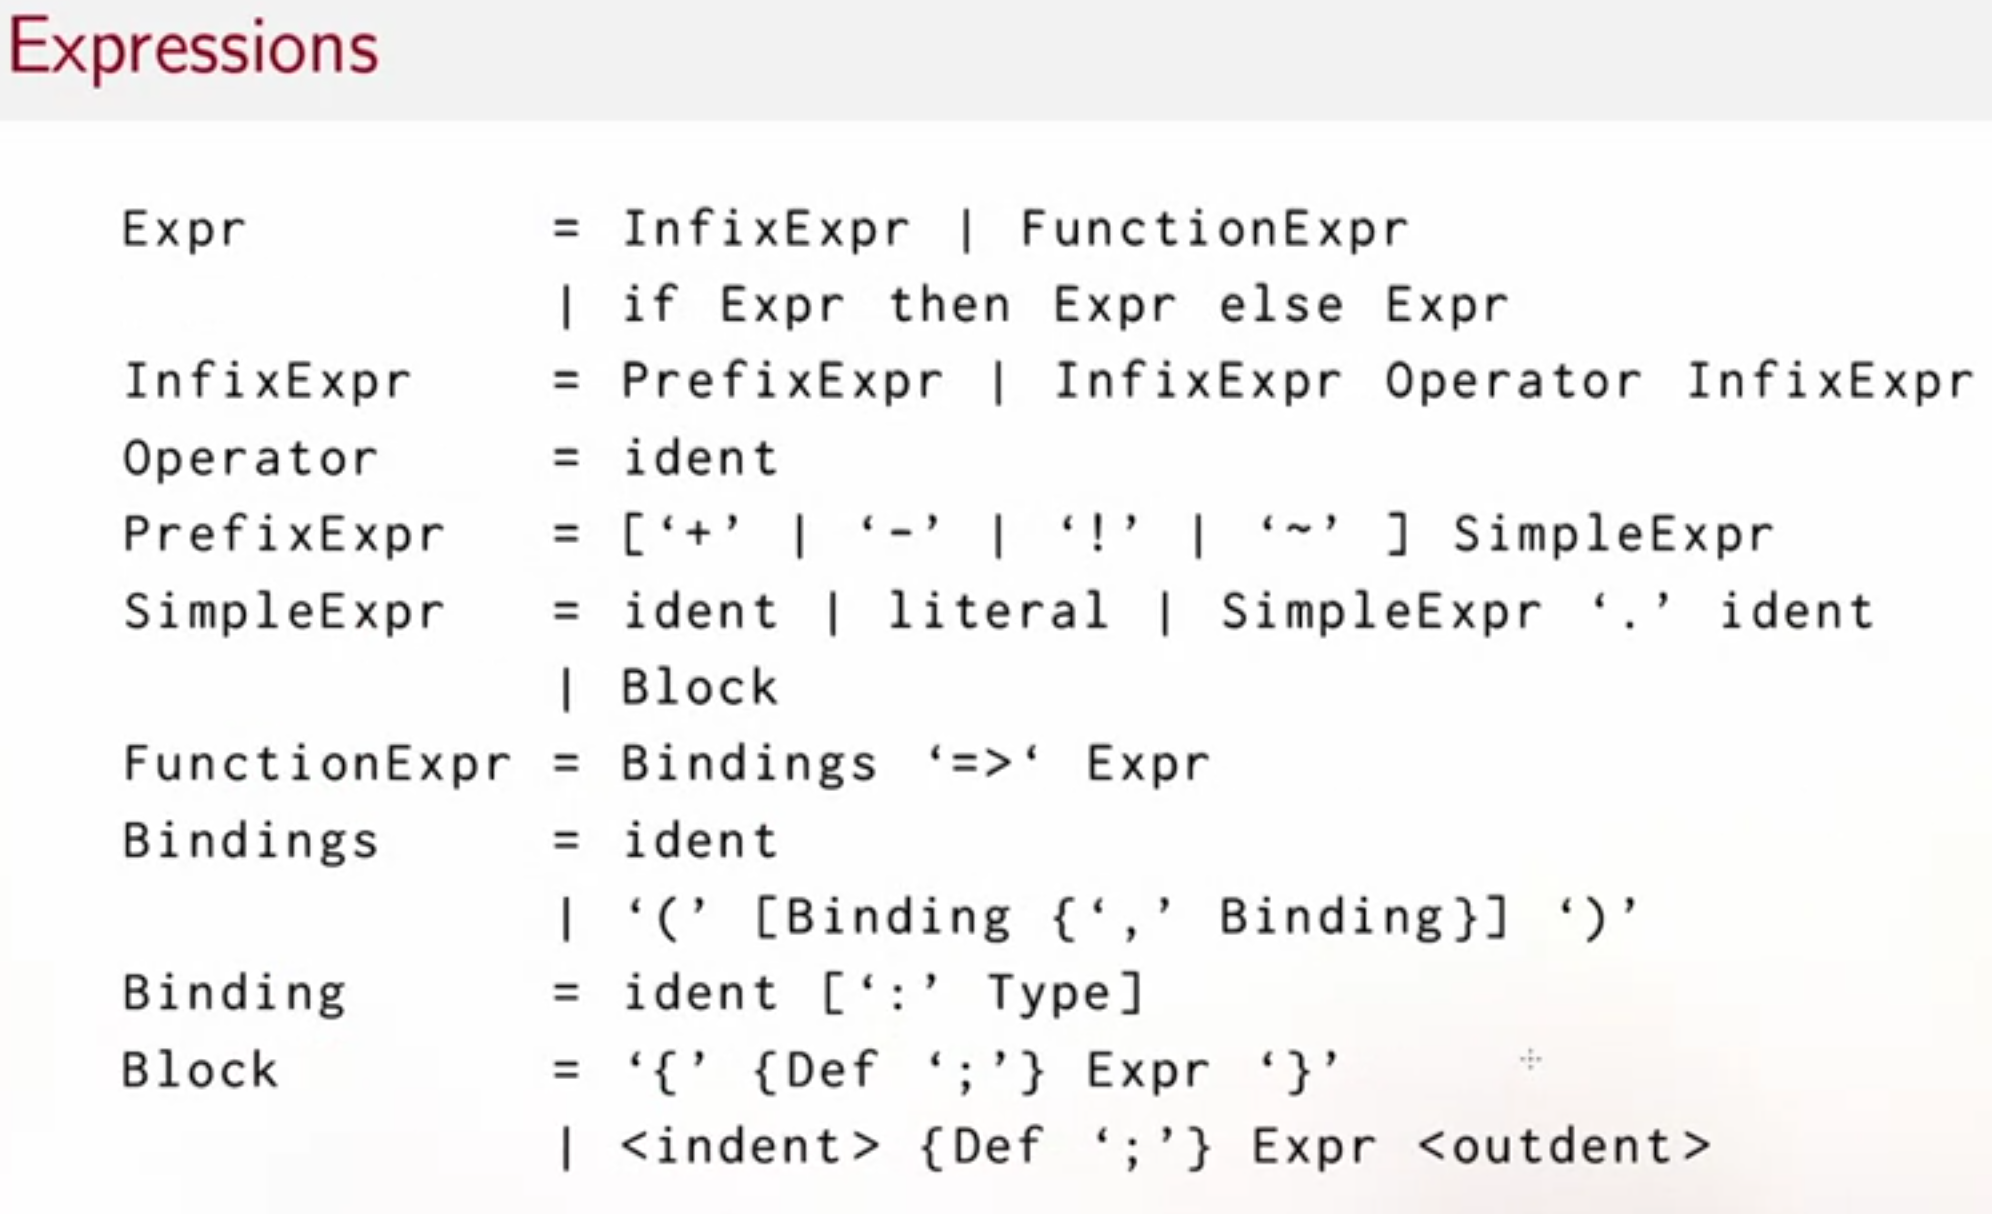 Expressions
Expr = InfixExpr | FunctionExpr
| if Expr then Expr else Expr
InfixExpr = PrefixExpr | InfixExpr Operator InfixExpr
Operator = ident
PrefixExpr = [‘+’ | ‘-’ | ‘!’ | ‘~’ ] SimpleExpr
SimpleExpr = ident | literal | SimpleExpr ‘.’ ident
| Block
FunctionExpr = Bindings ‘=>‘ Expr
Bindings = ident
| ‘(’ [Binding {‘,’ Binding}] ‘)’
Binding = ident [‘:’ Type]
Block = ‘{’ {Def ‘;’} Expr ‘}’
| <indent> {Def ‘;’} Expr <outdent>